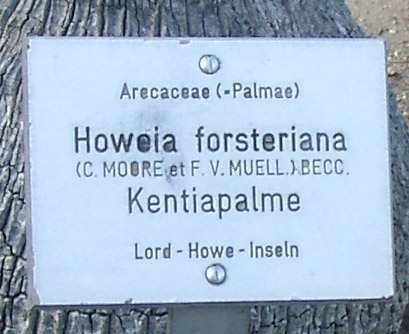 Arecaceae (=Palmae)
Howeia forsteriana
(C. MOORE et F. V. MUELL.) BECC.
Kentiapalme
Lord - Howe - Inseln